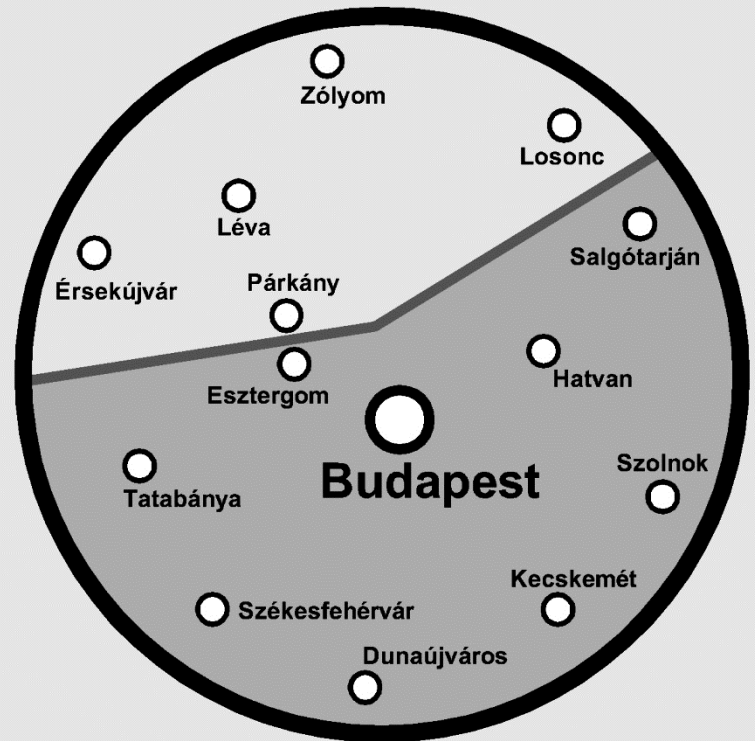 Zólyom
Losonc
Léva
Salgótarján
Érsekújvár
Párkány
Hatvan
Esztergom
Budapest
Szolnok
Tatabánya
Kecskemét
Székesfehérvár
Dunaújváros